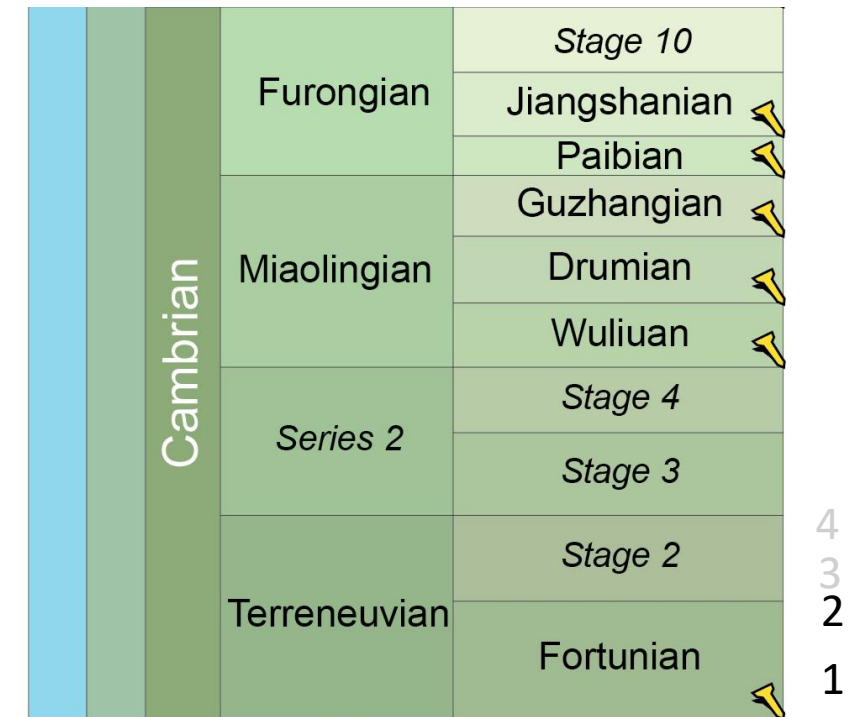 Cambrian
Furongian
Stage 10
Jiangshanian
Paibian
Miaolingian
Guzhangian
Drumian
Wuliuan
Series 2
Stage 4
Stage 3
Terreneuvian
Stage 2
Fortunian
4
3
2
1